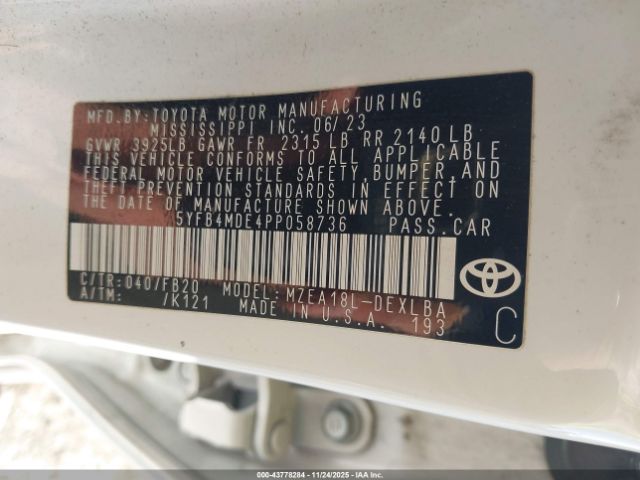 MFD.BY:TOYOTA MOTOR MANUFACTURING
MISSISSIPPI INC. 06/23
GVWR 3925LB GAWR FR 2315 LB RR 2140 LB
THIS VEHICLE CONFORMS TO ALL APPLICABLE
FEDERAL MOTOR VEHICLE SAFETY, BUMPER, AND
THEFT PREVENTION STANDARDS IN EFFECT ON
THE DATE OF MANUFACTURE SHOWN ABOVE.
5YFB4MDE4PP058736 PASS.CAR
C/TR:040/FB20 MODEL:MZEA18L-DEXLBA
A/TM: /K121 MADE IN U.S.A. 193
C
000-43778284 - 11/24/2025 - IAAI, Inc.